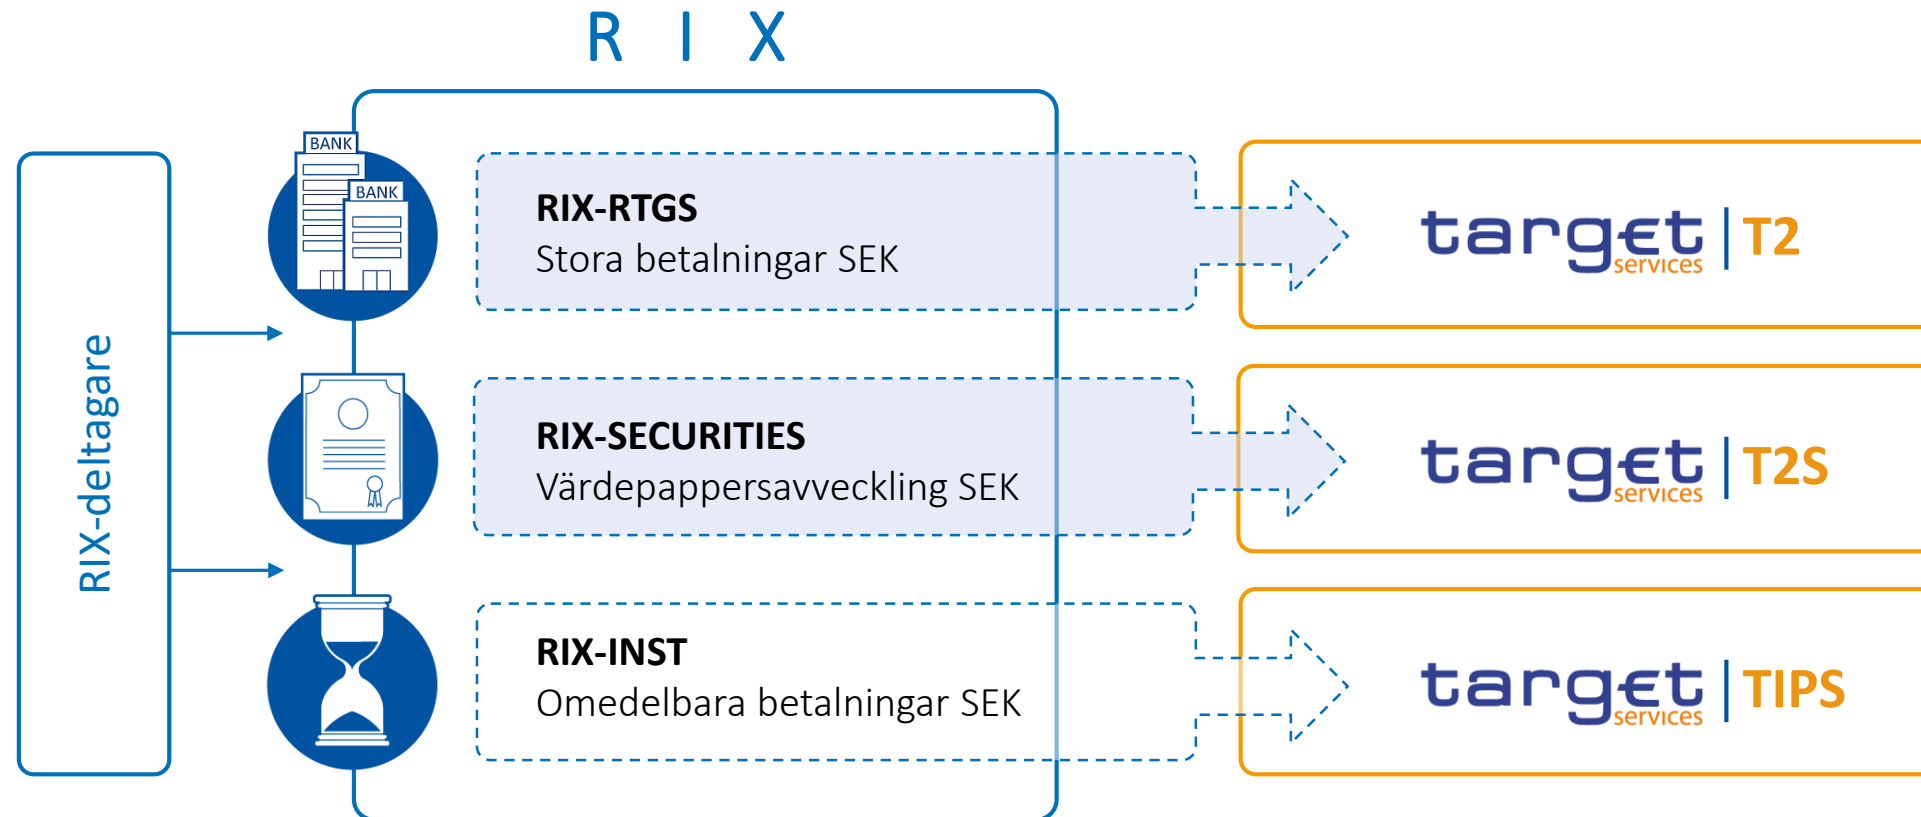 R I X
BANK
BANK
RIX-deltagare
RIX-RTGS
Stora betalningar SEK
target services | T2
RIX-SECURITIES
Värdepappersavveckling SEK
target services | T2S
RIX-INST
Omedelbara betalningar SEK
target services | TIPS